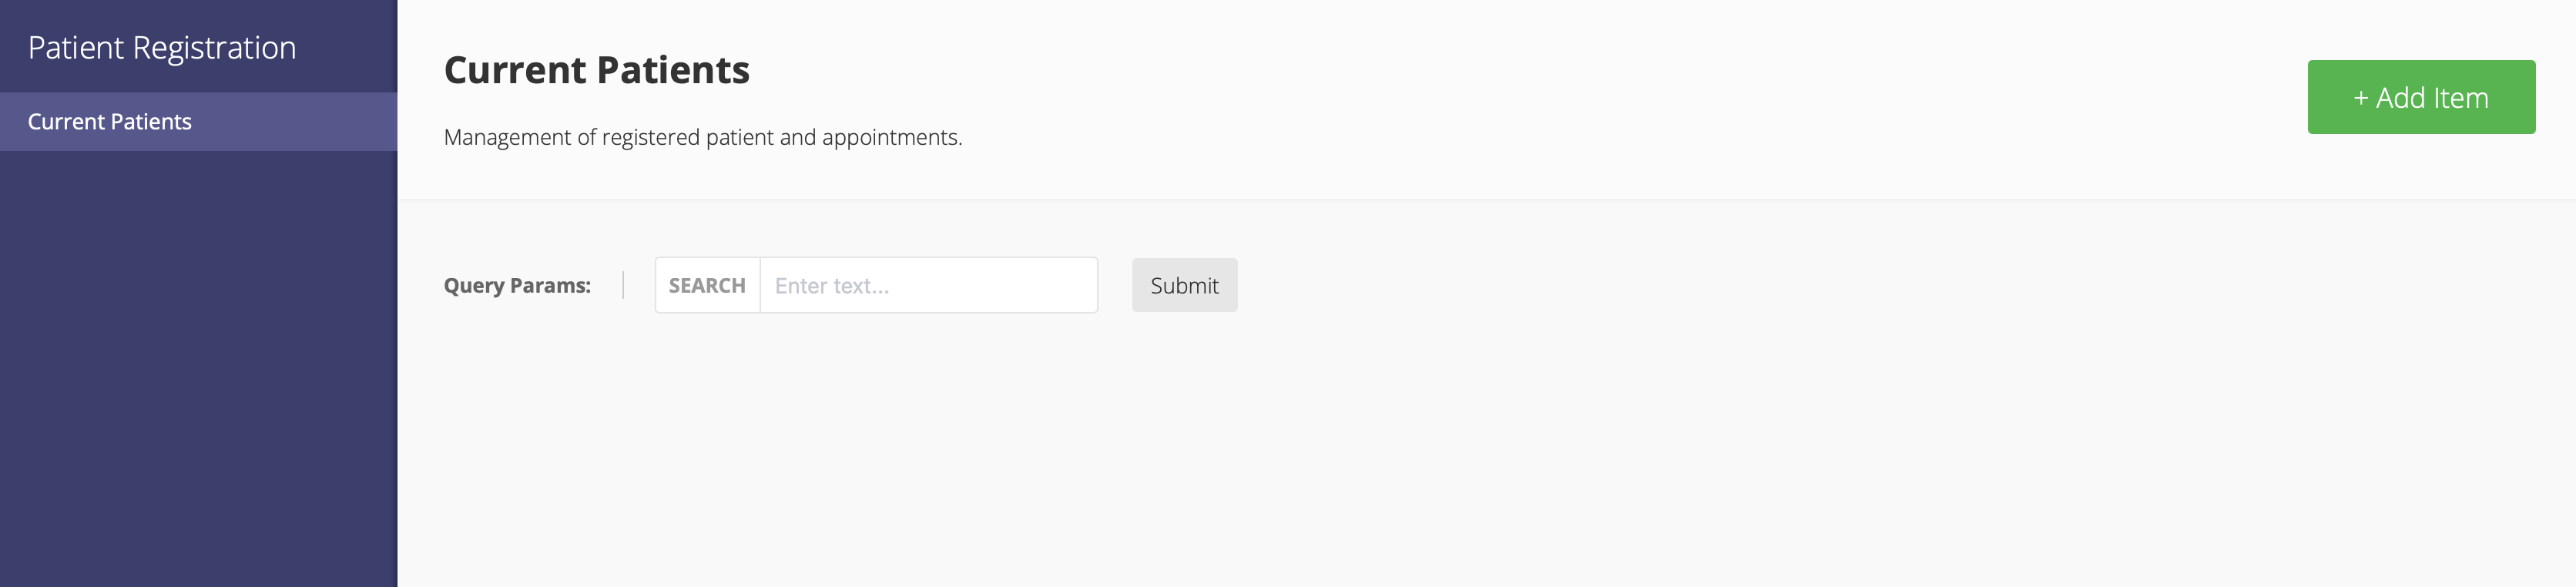 Patient Registration
Current Patients
Current Patients
Management of registered patient and appointments.
+ Add Item
Query Params:
SEARCH
Enter text...
Submit